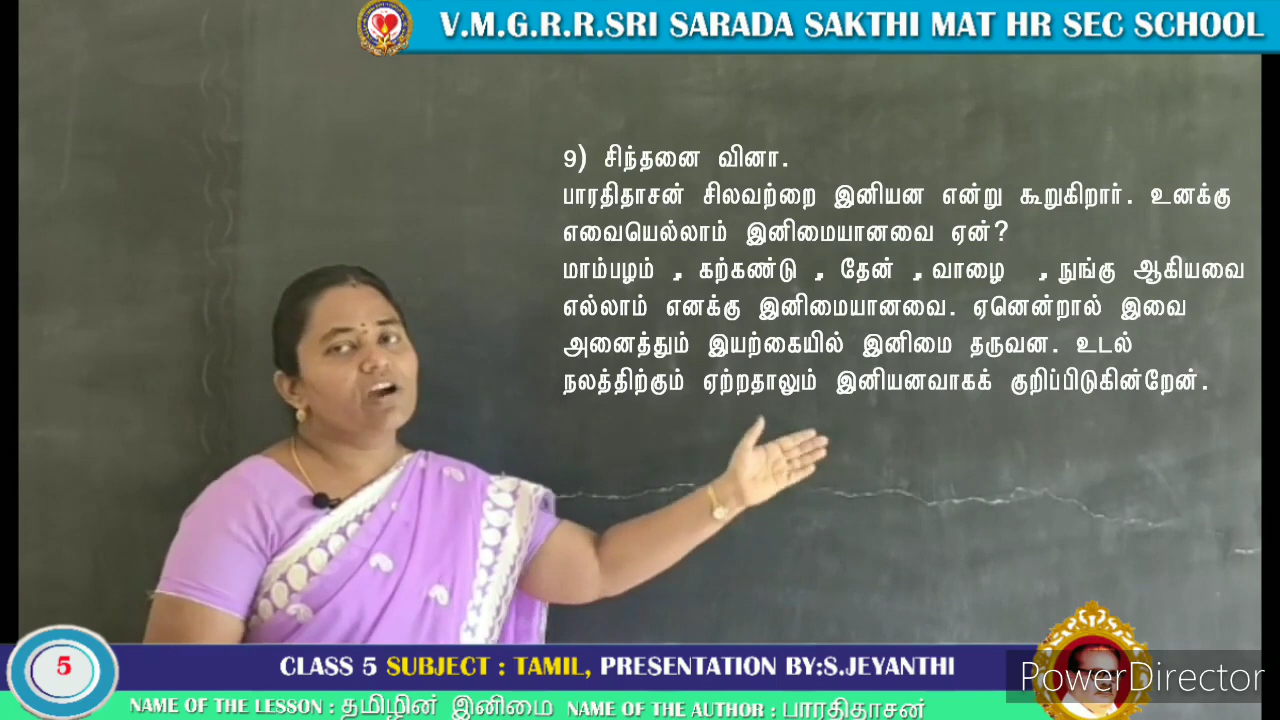 V.M.G.R.R.SRI SARADA SAKTHI MAT HR SEC SCHOOL
9) சிந்தனை வினா.
பாரதிதாசன் சிலவற்றை இனியன என்று கூறுகிறார். உனக்கு
எவையெல்லாம் இனிமையானவை ஏன்?
மாம்பழம் , கற்கண்டு , தேன் , வாழை , நுங்கு ஆகியவை
எல்லாம் எனக்கு இனிமையானவை. ஏனென்றால் இவை
அனைத்தும் இயற்கையில் இனிமை தருவன. உடல்
நலத்திற்கும் ஏற்றதாலும் இனியனவாகக் குறிப்பிடுகின்றேன்.
5
CLASS 5 SUBJECT : TAMIL, PRESENTATION BY:S.JEYANTHI
PowerDirector
NAME OF THE LESSON : தமிழின் இனிமை NAME OF THE AUTHOR : பாரதிதாசன்